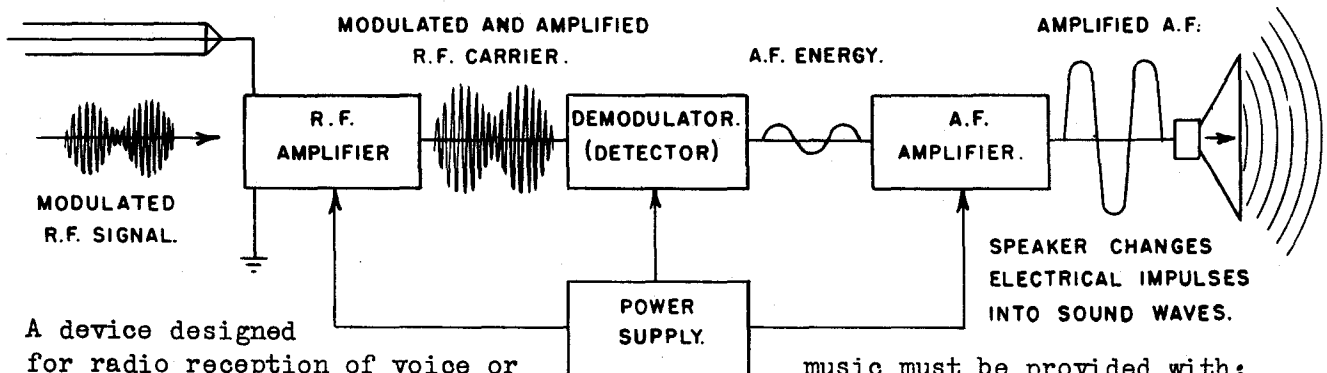 MODULATED AND AMPLIFIED
R.F. CARRIER.
A.F. ENERGY.
AMPLIFIED A.F.
R.F.
AMPLIFIER
DEMODULATOR.
(DETECTOR)
A.F.
AMPLIFIER.
MODULATED
R.F. SIGNAL.
SPEAKER CHANGES
ELECTRICAL IMPULSES
INTO SOUND WAVES.
POWER
SUPPLY.
A device designed
for radio reception of voice or music must be provided with: